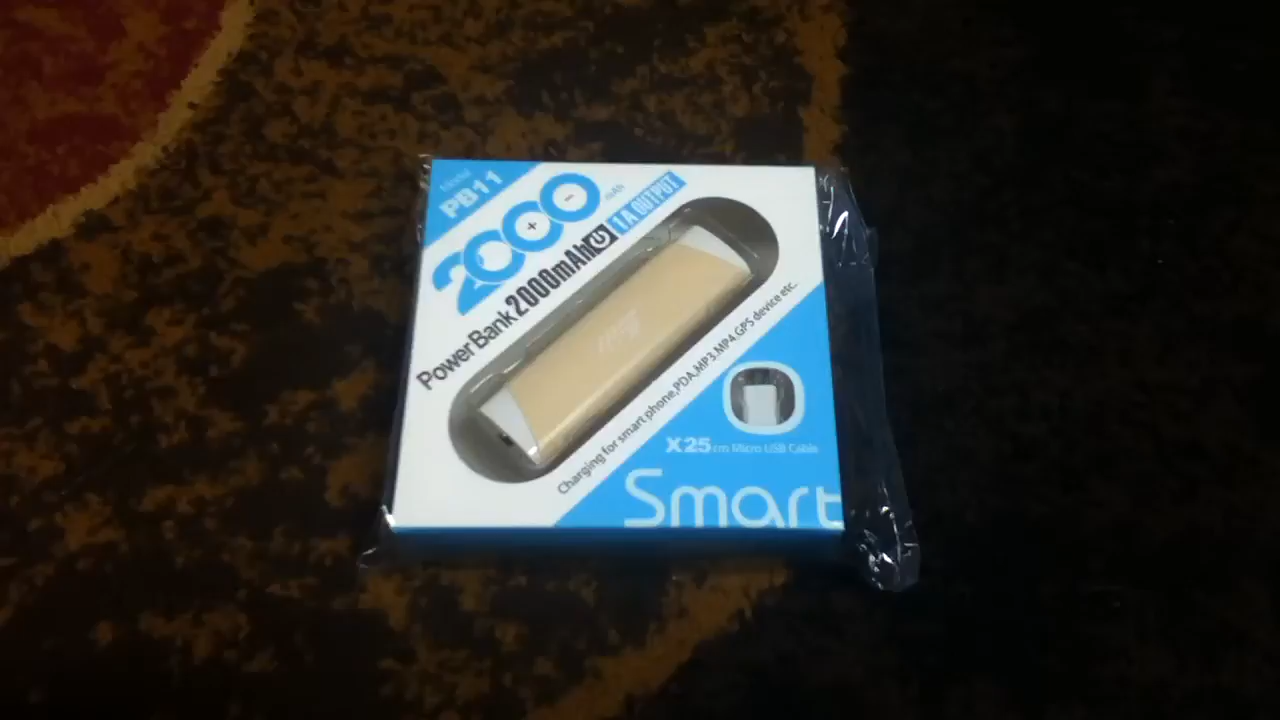 Model
PB11
2000 mAh
+ -
Power Bank 2000mAh 1A OUTPUT
Charging for smart phone,PDA,MP3.MP4.GPS device etc.
X25cm Micro USB Cable
Smart